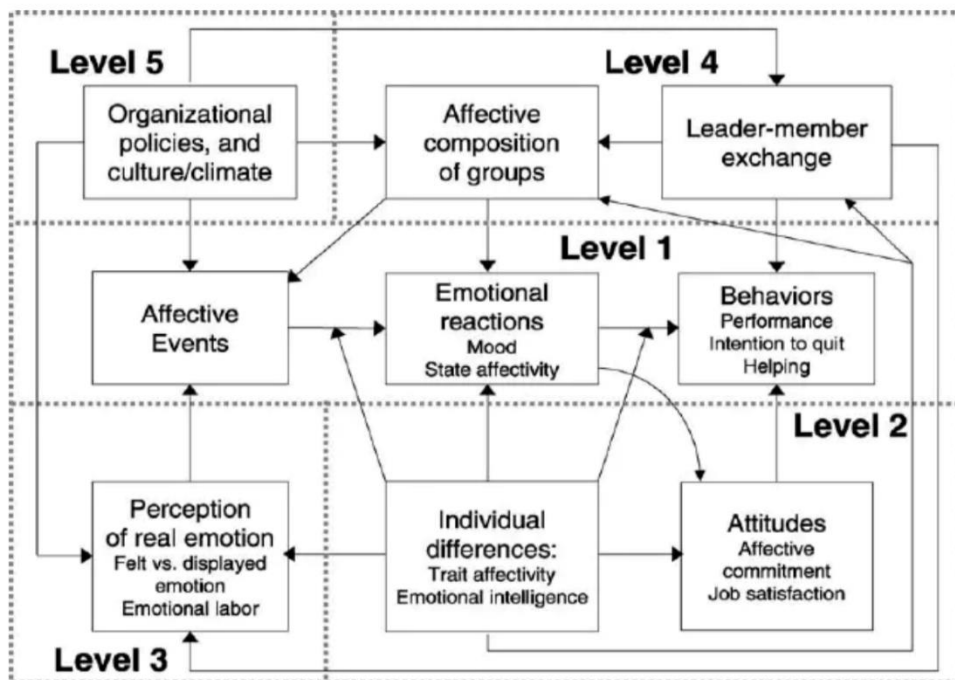 Level 5
Level 4
Organizational
policies, and
culture/climate
Affective
composition
of groups
Leader-member
exchange
Level 1
Affective
Events
Emotional
reactions
Mood
State affectivity
Behaviors
Performance
Intention to quit
Helping
Level 2
Perception
of real emotion
Felt vs. displayed
emotion
Emotional labor
Individual
differences:
Trait affectivity
Emotional intelligence
Attitudes
Affective
commitment
Job satisfaction
Level 3